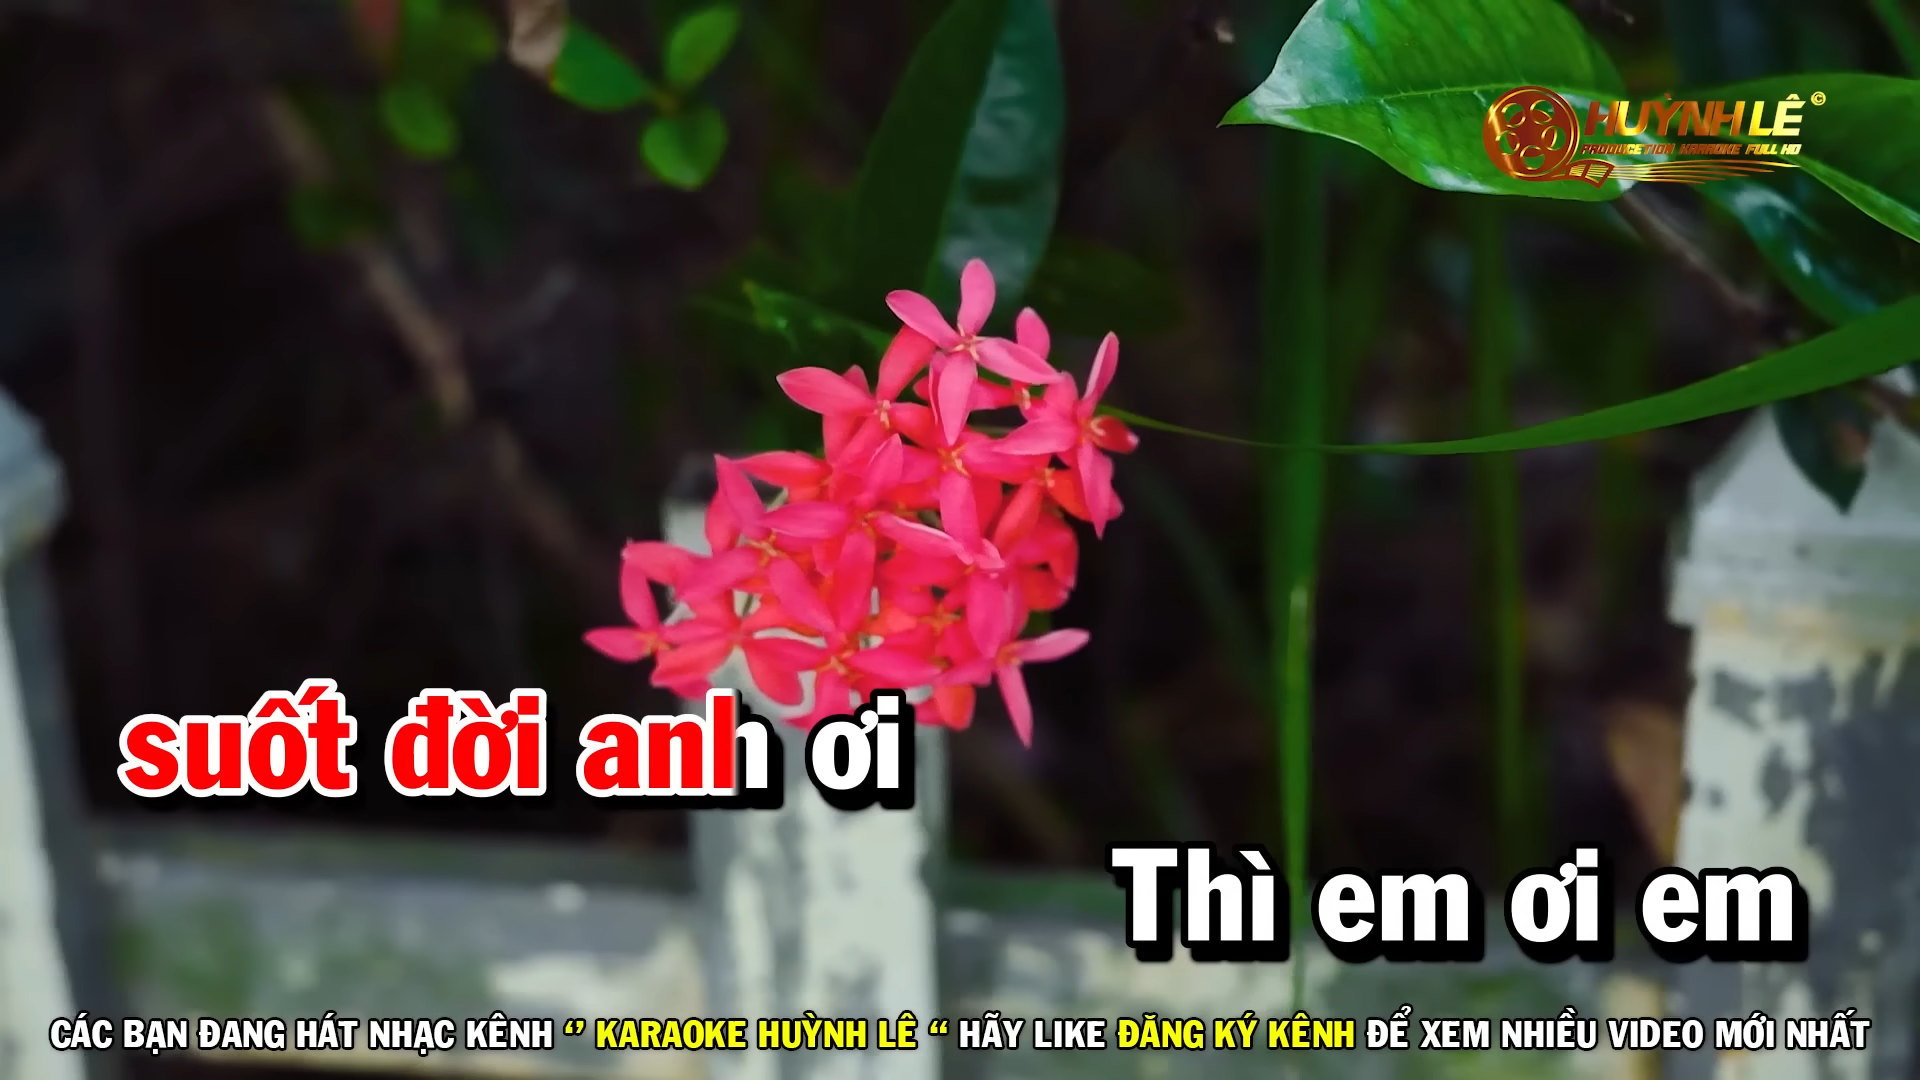 HUỲNH LÊ ©
PRODUCETION KARAOKE FULL HD
suốt đời anh ơi
Thì em ơi em
CÁC BẠN ĐANG HÁT NHẠC KÊNH ‘’ KARAOKE HUỲNH LÊ “ HÃY LIKE ĐĂNG KÝ KÊNH ĐỂ XEM NHIỀU VIDEO MỚI NHẤT